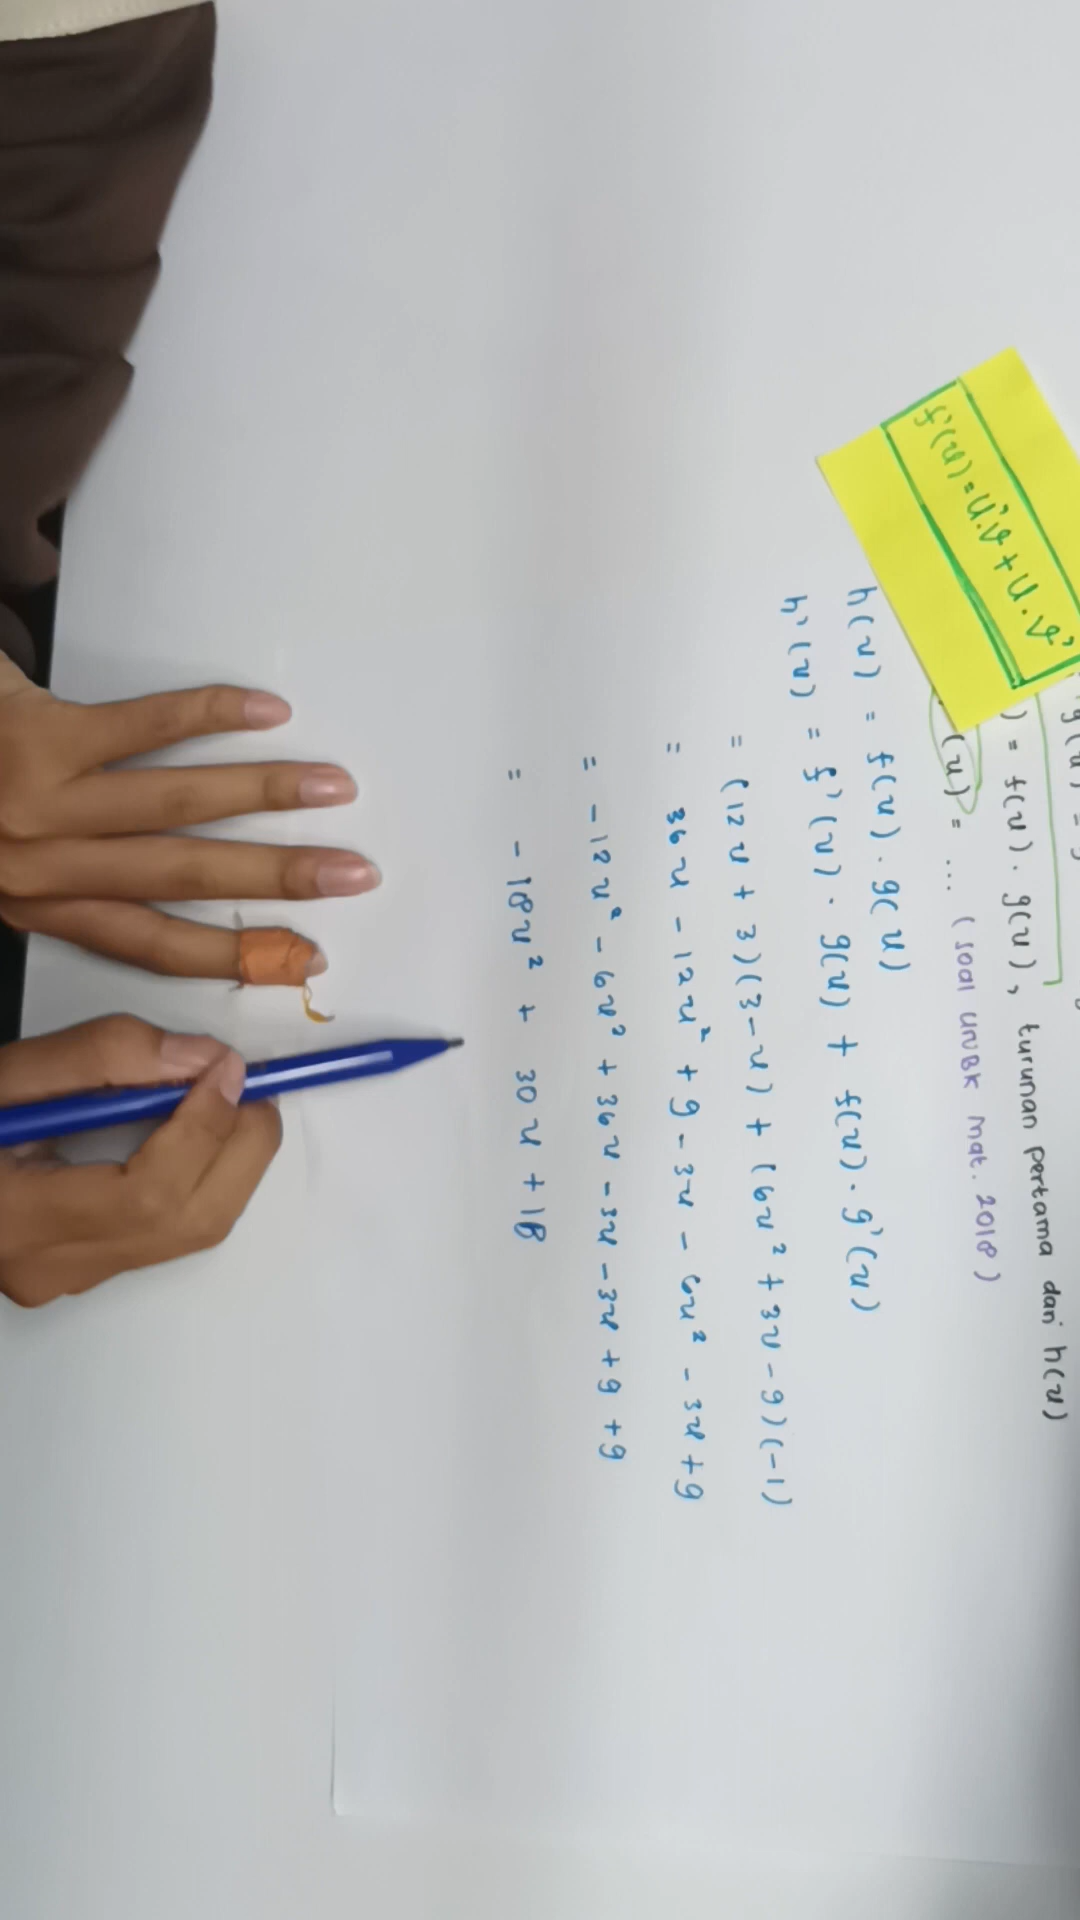 ) = f(x) . g(x), turunan pertama dari h(x)
(x) = ... (soal UNBK mat. 2018)
f'(x) = u'.v + u.v'
h(x) = f(x) . g(x)
h'(x) = f'(x) . g(x) + f(x) . g'(x)
= (12x + 3)(3-x) + (6x² + 3x - 9)(-1)
= 36x - 12x² + 9 - 3x - 6x² - 3x + 9
= -12x² - 6x² + 36x - 3x - 3x + 9 + 9
= -18x² + 30x + 18